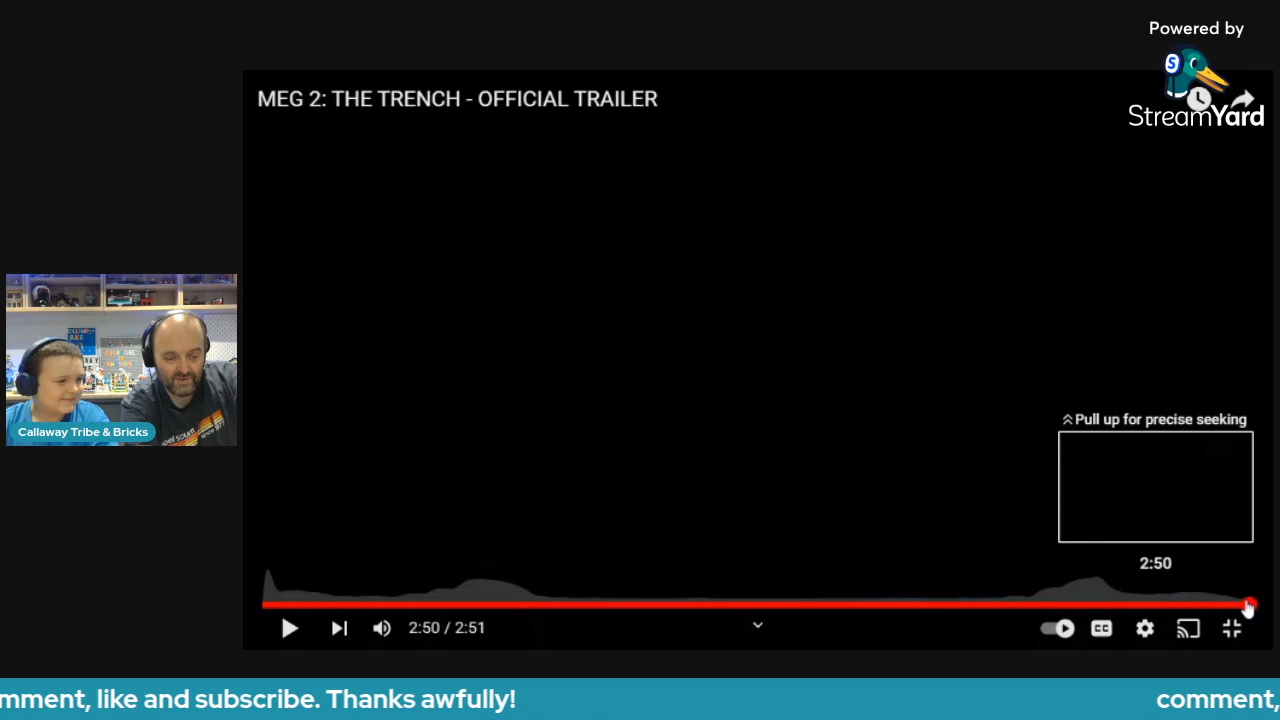 Powered by
StreamYard
MEG 2: THE TRENCH - OFFICIAL TRAILER
Callaway Tribe & Bricks
Pull up for precise seeking
2:50
2:50 / 2:51
CC
mment, like and subscribe. Thanks awfully!
comment,